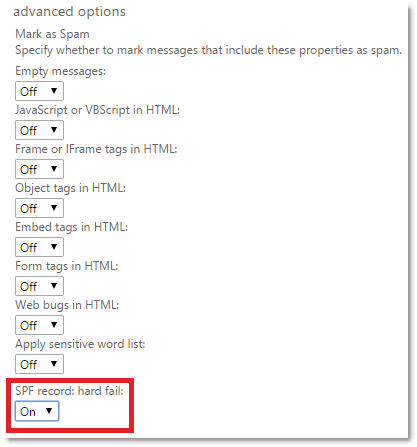 advanced options
Mark as Spam
Specify whether to mark messages that include these properties as spam.
Empty messages:
Off
JavaScript or VBScript in HTML:
Off
Frame or IFrame tags in HTML:
Off
Object tags in HTML:
Off
Embed tags in HTML:
Off
Form tags in HTML:
Off
Web bugs in HTML:
Off
Apply sensitive word list:
Off
SPF record: hard fail:
On